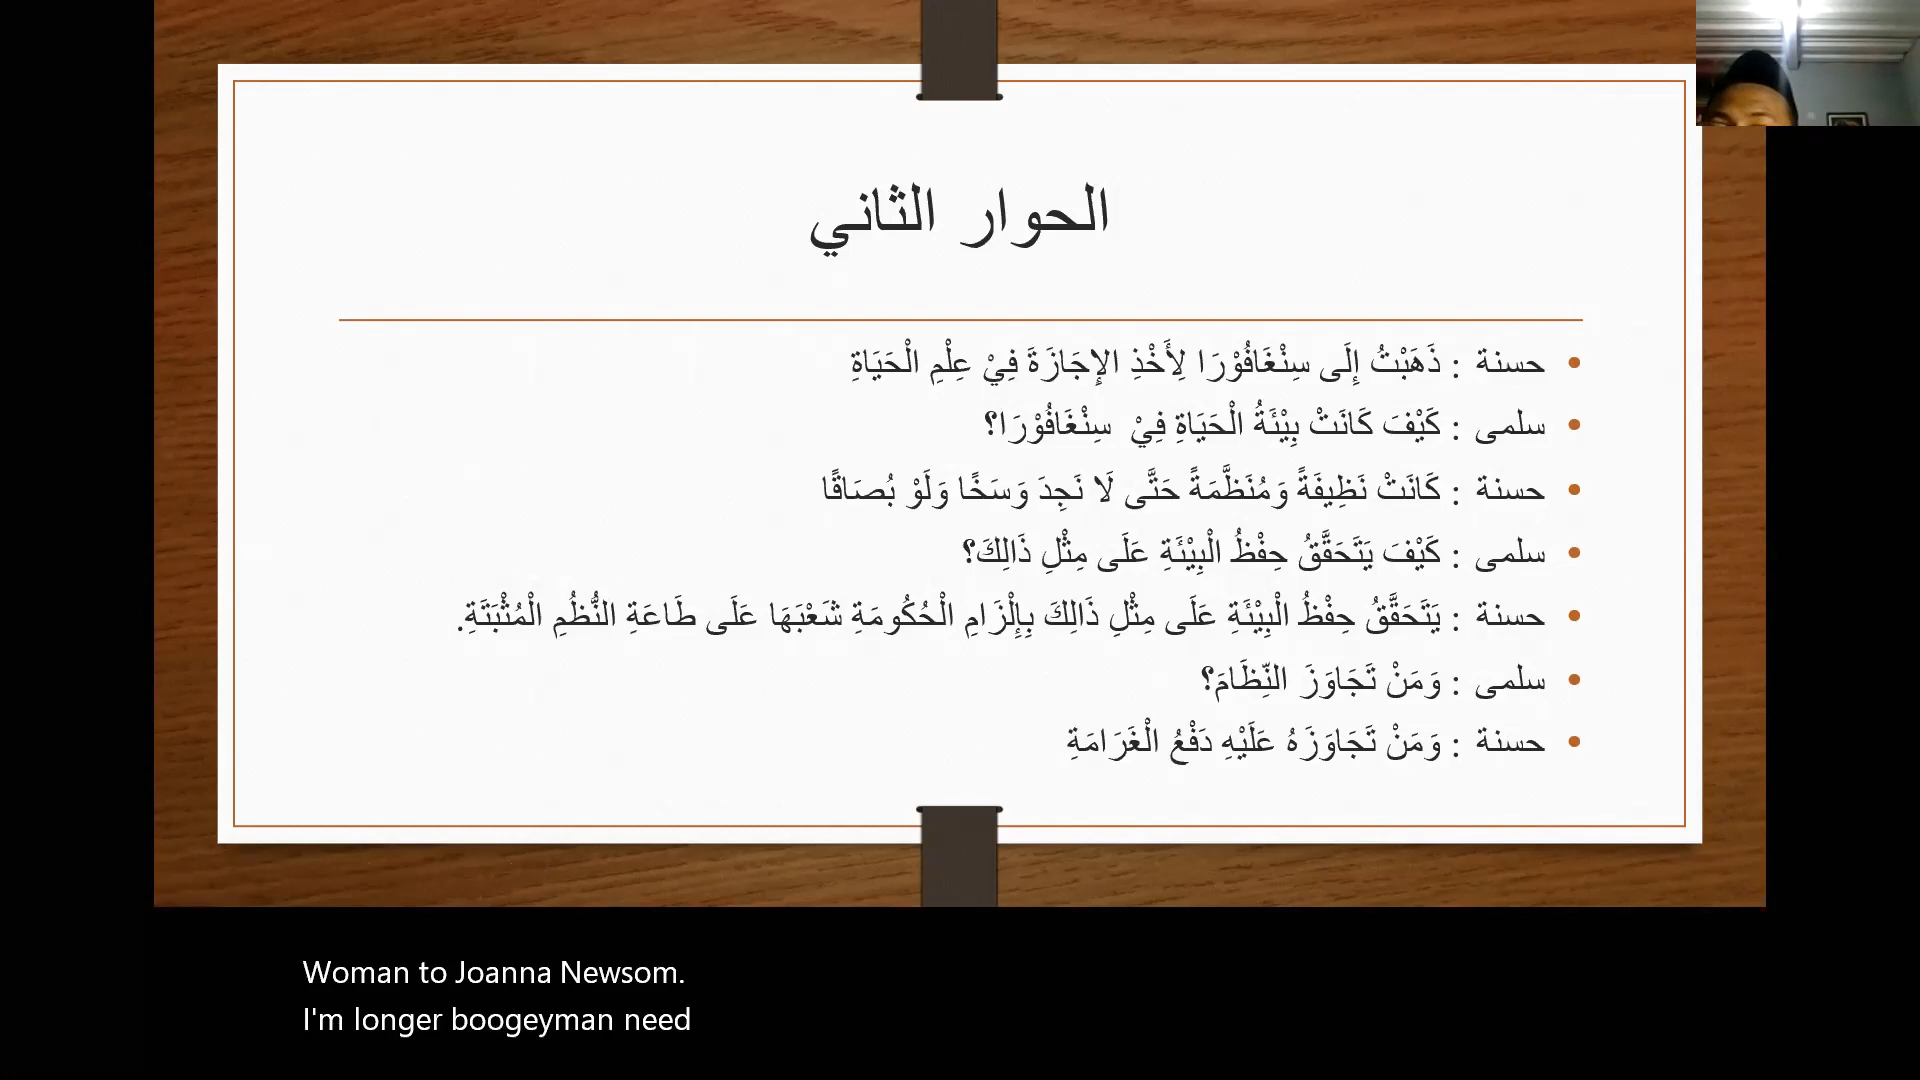 الحوار الثاني
• حسنة : ذَهَبْتُ إِلَى سِنْغَافُوْرَا لِأَخْذِ الإِجَازَةَ فِيْ عِلْمِ الْحَيَاةِ
• سلمى : كَيْفَ كَانَتْ بِيْئَةُ الْحَيَاةِ فِيْ سِنْغَافُوْرَا؟
• حسنة : كَانَتْ نَظِيفَةً وَمُنَظَّمَةً حَتَّى لَا نَجِدَ وَسَخًا وَلَوْ بُصَاقًا
• سلمى : كَيْفَ يَتَحَقَّقُ حِفْظُ الْبِيْئَةِ عَلَى مِثْلِ ذَالِكَ؟
• حسنة : يَتَحَقَّقُ حِفْظُ الْبِيْئَةِ عَلَى مِثْلِ ذَالِكَ بِإِلْزَامِ الْحُكُومَةِ شَعْبَهَا عَلَى طَاعَةِ النُّظُمِ الْمُثْبَتَةِ.
• سلمى : وَمَنْ تَجَاوَزَ النِّظَامَ؟
• حسنة : وَمَنْ تَجَاوَزَهُ عَلَيْهِ دَفْعُ الْغَرَامَةِ
Woman to Joanna Newsom.
I'm longer boogeyman need